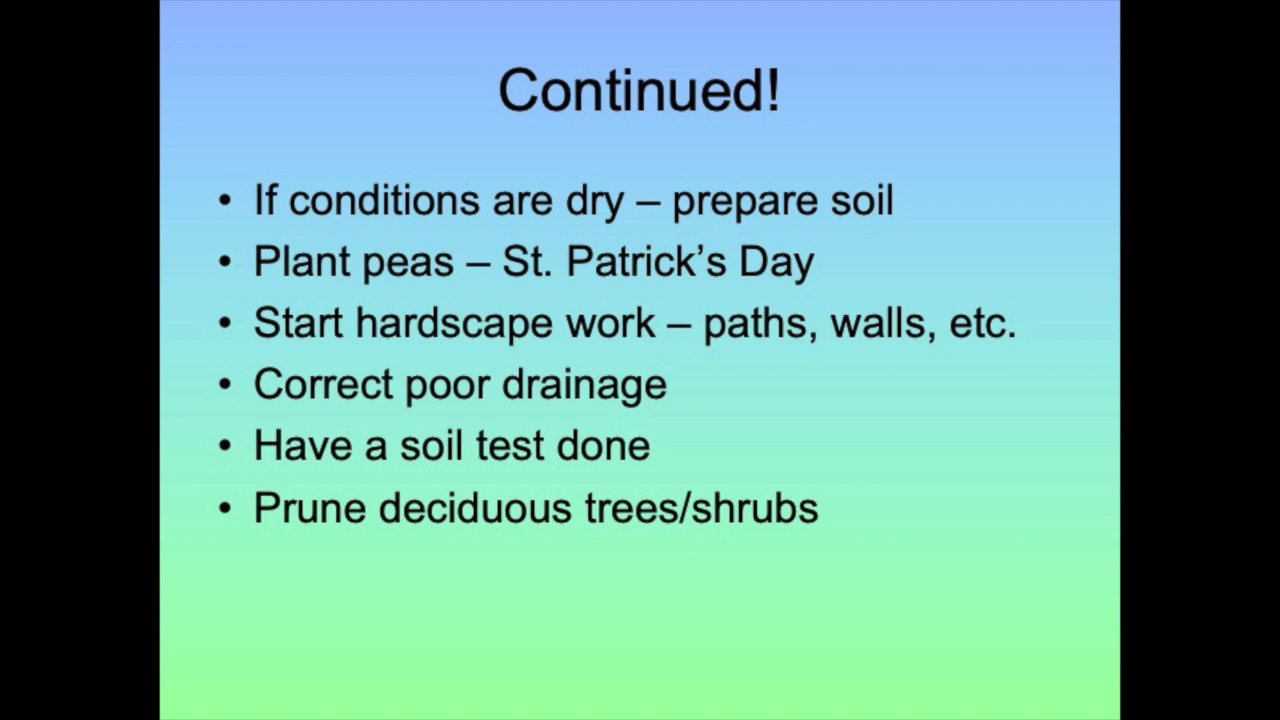 Continued!
• If conditions are dry – prepare soil
• Plant peas – St. Patrick’s Day
• Start hardscape work – paths, walls, etc.
• Correct poor drainage
• Have a soil test done
• Prune deciduous trees/shrubs